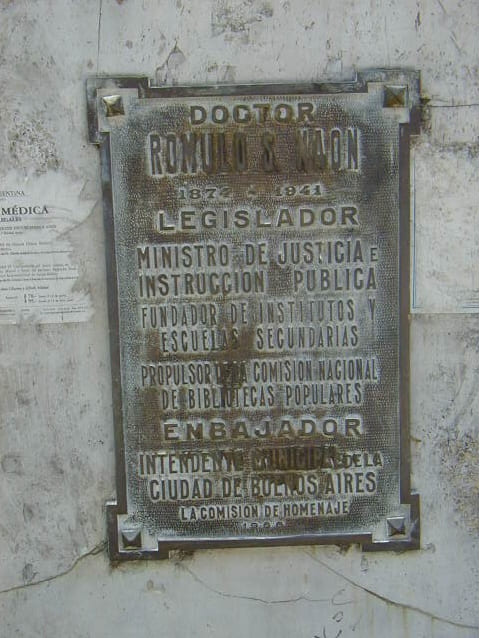 DOCTOR
ROMULO S. NAON
1874 - 1941
LEGISLADOR
MINISTRO DE JUSTICIA E
INSTRUCCION PUBLICA
FUNDADOR DE INSTITUTOS Y
ESCUELAS SECUNDARIAS
PROPULSOR DE LA COMISION NACIONAL
DE BIBLIOTECAS POPULARES
EMBAJADOR
INTENDENTE MUNICIPAL DE LA
CIUDAD DE BUENOS AIRES
LA COMISION DE HOMENAJE
MÉDICA